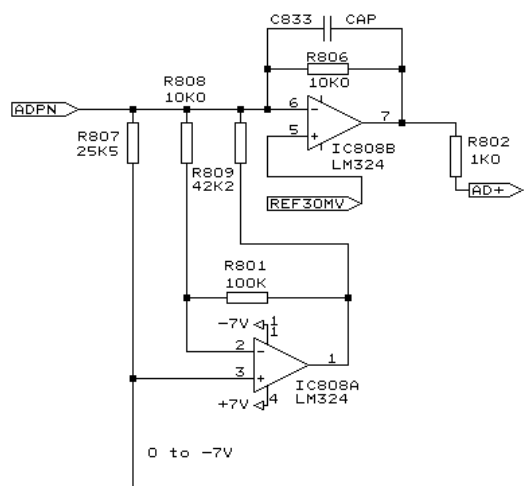 C833 CAP
R806
10K0
R808
10K0
ADPN
6
7
5
R807
25K5
R809
42K2
IC808B
LM324
R802
1K0
AD+
REF30MV
R801
100K
-7V
1
1
2
1
3
IC808A
LM324
+7V
4
0 to -7V